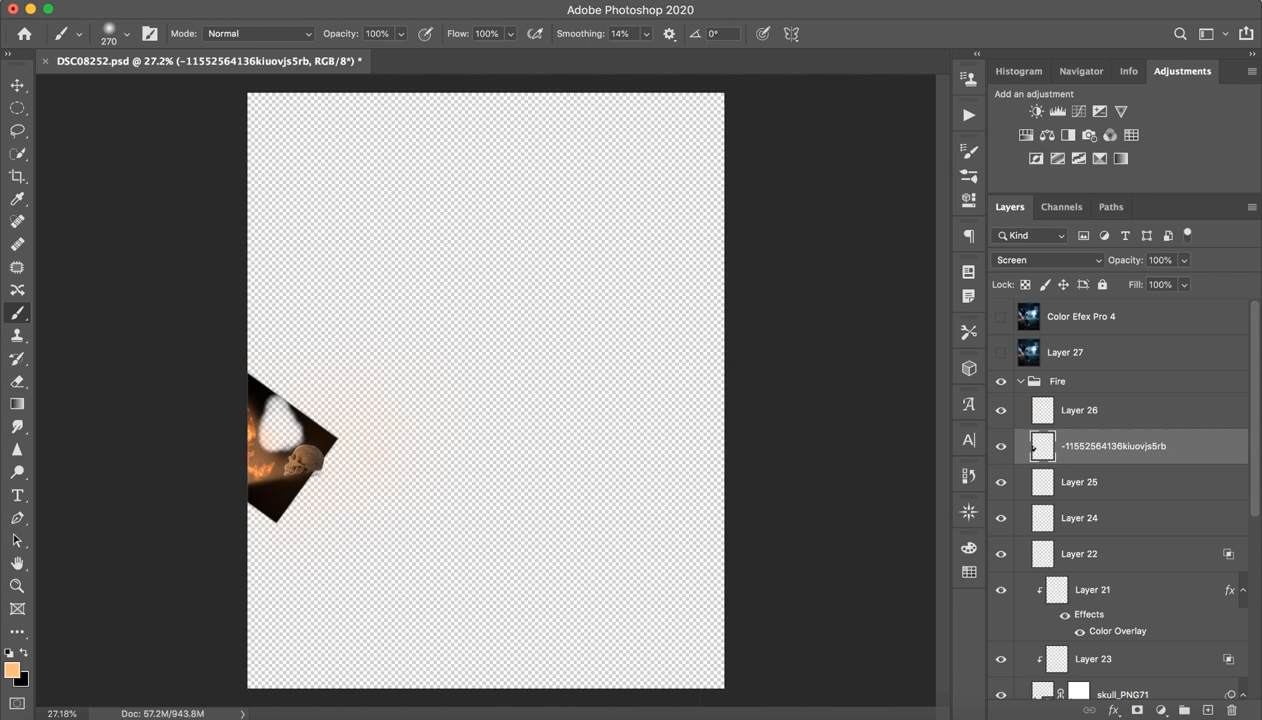 Adobe Photoshop 2020
270
Mode: Normal
Opacity: 100%
Flow: 100%
Smoothing: 14%
0°
DSC08252.psd @ 27.2% (-11552564136kiuovjs5rb, RGB/8*) *
Histogram
Navigator
Info
Adjustments
Add an adjustment
Layers
Channels
Paths
Kind
Screen
Opacity: 100%
Lock:
Fill: 100%
Color Efex Pro 4
Layer 27
Fire
Layer 26
-11552564136kiuovjs5rb
Layer 25
Layer 24
Layer 22
Layer 21
fx
Effects
Color Overlay
Layer 23
skull_PNG71
fx
27.18%
Doc: 57.2M/943.8M